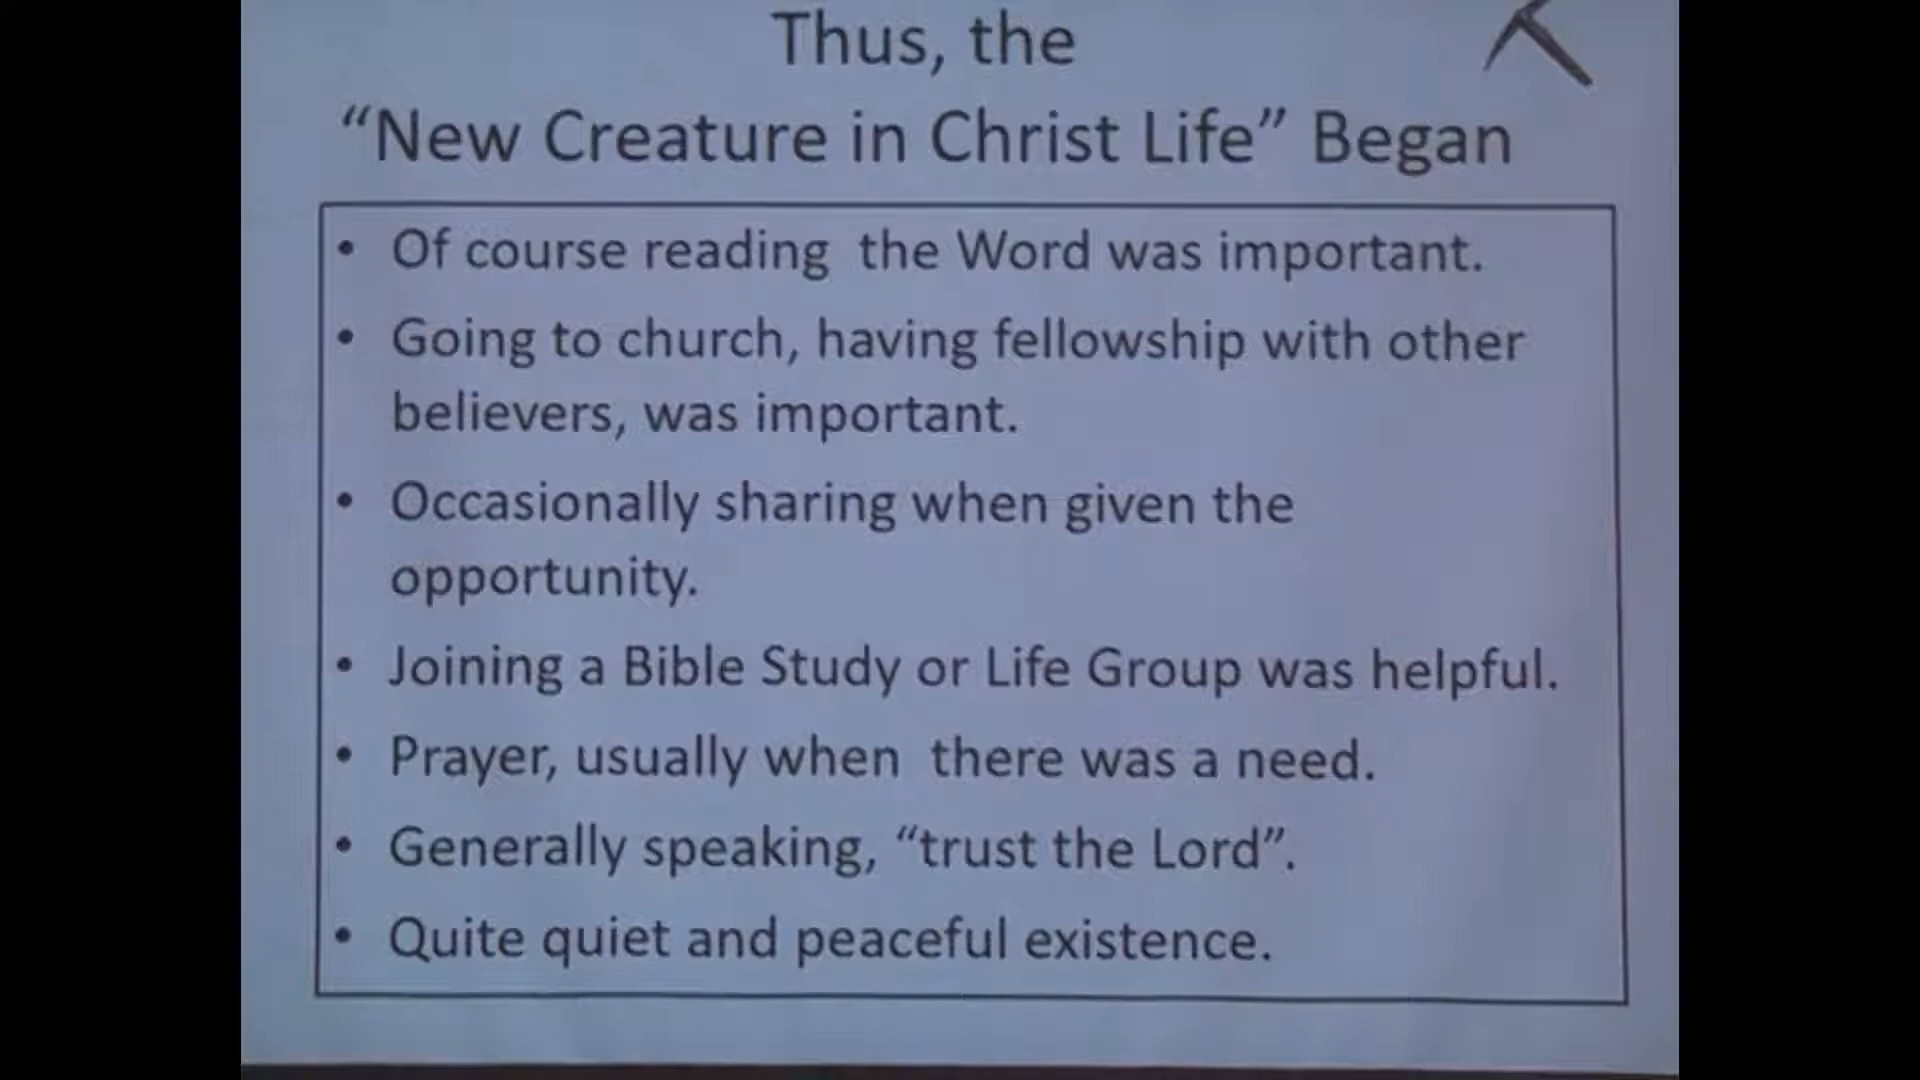 Thus, the
“New Creature in Christ Life” Began
• Of course reading  the Word was important.
• Going to church, having fellowship with other
believers, was important.
• Occasionally sharing when given the
opportunity.
• Joining a Bible Study or Life Group was helpful.
• Prayer, usually when  there was a need.
• Generally speaking, “trust the Lord”.
• Quite quiet and peaceful existence.